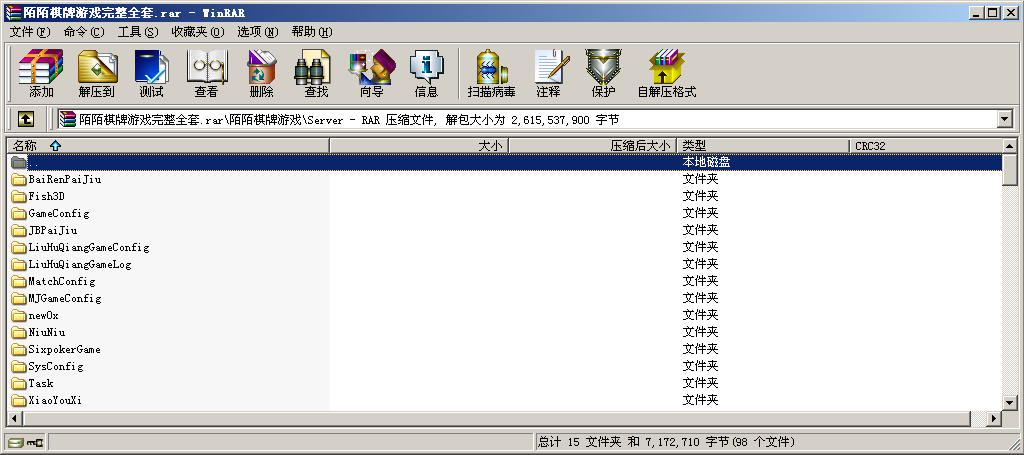 陌陌棋牌游戏完整全套.rar - WinRAR
文件(F) 命令(C) 工具(S) 收藏夹(O) 选项(N) 帮助(H)
添加 解压到 测试 查看 删除 查找 向导 信息 扫描病毒 注释 保护 自解压格式
陌陌棋牌游戏完整全套.rar\陌陌棋牌游戏\Server - RAR 压缩文件, 解包大小为 2,615,537,900 字节
名称 大小 压缩后大小 类型 CRC32
.. 本地磁盘
BaiRenPaiJiu 文件夹
Fish3D 文件夹
GameConfig 文件夹
JBPaiJiu 文件夹
LiuHuQiangGameConfig 文件夹
LiuHuQiangGameLog 文件夹
MatchConfig 文件夹
MJGameConfig 文件夹
newOx 文件夹
NiuNiu 文件夹
SixpokerGame 文件夹
SysConfig 文件夹
Task 文件夹
XiaoYouXi 文件夹
总计 15 文件夹 和 7,172,710 字节(98 个文件)